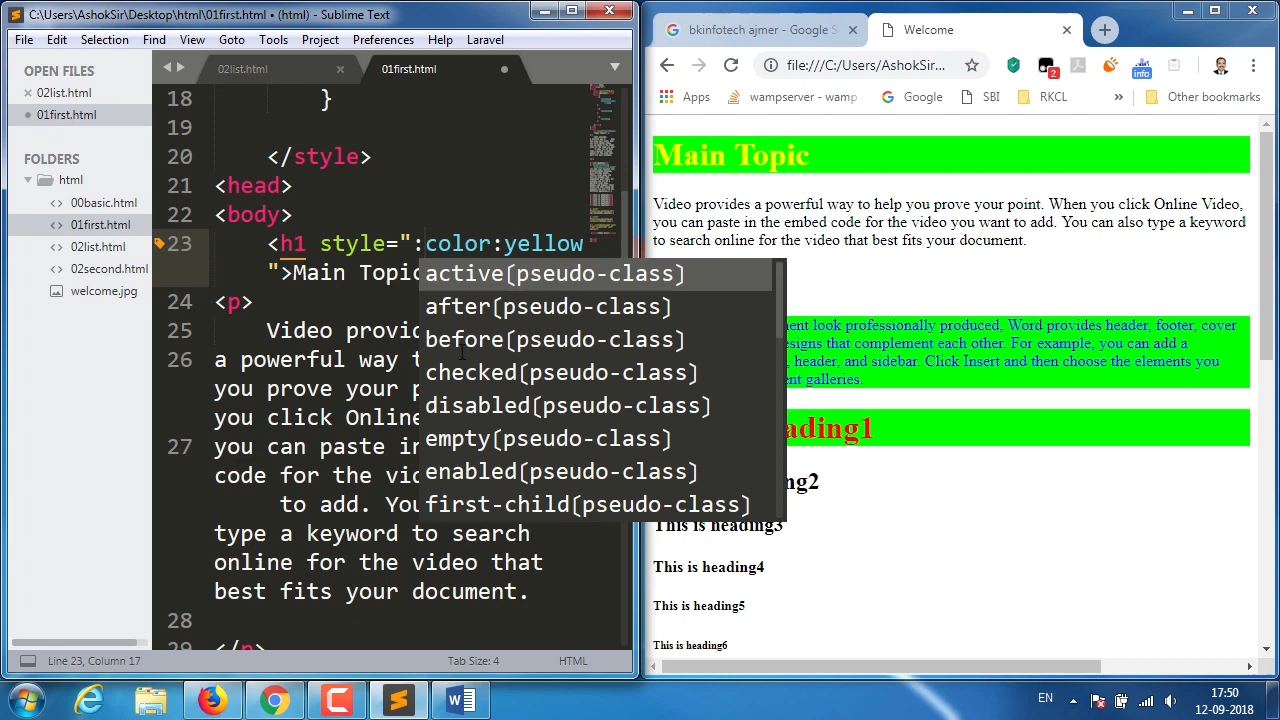 C:\Users\AshokSir\Desktop\html\01first.html • (html) - Sublime Text
File Edit Selection Find View Goto Tools Project Preferences Help Laravel
OPEN FILES
02list.html
01first.html
FOLDERS
html
00basic.html
01first.html
02list.html
02second.html
welcome.jpg
02list.html
01first.html
18 }
19
20 </style>
21 <head>
22 <body>
23 <h1 style=":color:yellow
">Main Topic
24 <p>
25 Video provid
26 a powerful way t
you prove your p
you click Online
27 you can paste in
code for the vid
to add. You
type a keyword to search
online for the video that
best fits your document.
28
29 </p>
active(pseudo-class)
after(pseudo-class)
before(pseudo-class)
checked(pseudo-class)
disabled(pseudo-class)
empty(pseudo-class)
enabled(pseudo-class)
first-child(pseudo-class)
Line 23, Column 17
Tab Size: 4
HTML
bkinfotech ajmer - Google S
Welcome
file:///C:/Users/AshokSir...
2
info
Apps wampserver - wamp Google SBI RKCL » Other bookmarks
Main Topic
Video provides a powerful way to help you prove your point. When you click Online Video,
you can paste in the embed code for the video you want to add. You can also type a keyword
to search online for the video that best fits your document.
ment look professionally produced, Word provides header, footer, cover
designs that complement each other. For example, you can add a
, header, and sidebar. Click Insert and then choose the elements you
ent galleries.
ading1
ing2
This is heading3
This is heading4
This is heading5
This is heading6
EN
17:50
12-09-2018